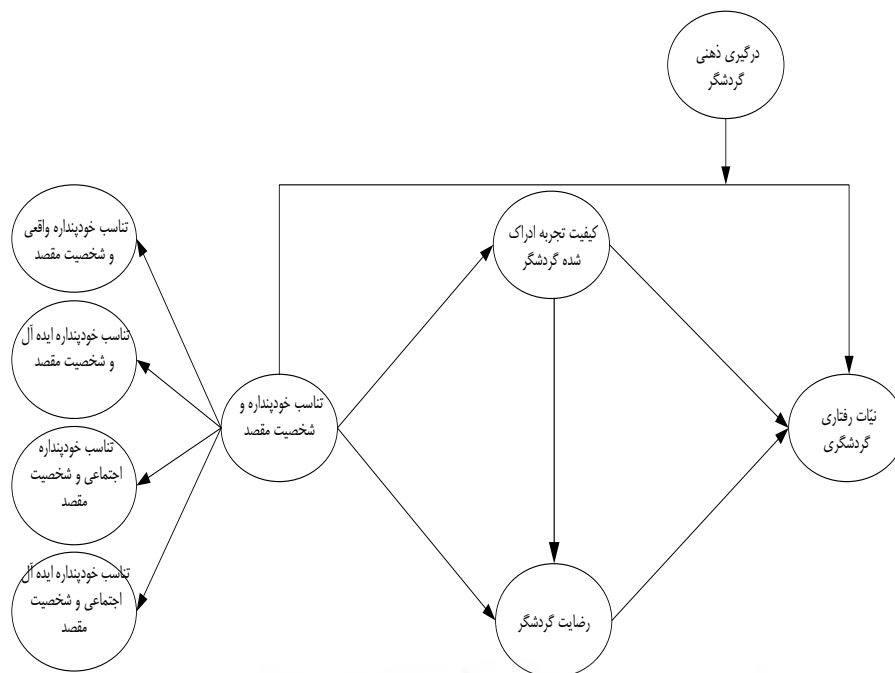 درگیری ذهنی
گردشگر
تناسب خودپنداره واقعی
و شخصیت مقصد
کیفیت تجربه ادراک
شده گردشگر
تناسب خودپنداره ایده آل
و شخصیت مقصد
تناسب خودپنداره و
شخصیت مقصد
نیّات رفتاری
گردشگری
تناسب خودپنداره
اجتماعی و شخصیت
مقصد
تناسب خودپنداره ایده آل
اجتماعی و شخصیت
مقصد
رضایت گردشگر